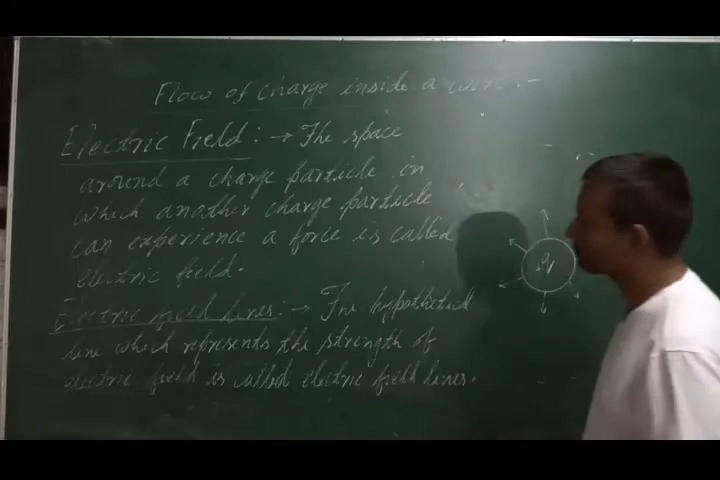 Flow of charge inside a wire :-
Electric Field : → The space
around a charge particle in
which another charge particle
can experience a force is called
electric field.
Electric field lines : → The hypothetical
line which represents the strength of
electric field is called electric field lines.
+q